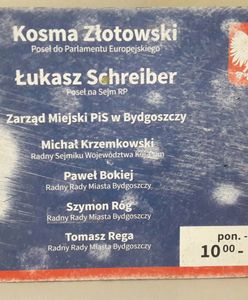 Kosma Złotowski
Poseł do Parlamentu Europejskiego
Łukasz Schreiber
Poseł na Sejm RP
Zarząd Miejski PiS w Bydgoszczy
Michał Krzemkowski
Radny Sejmiku Województwa
Paweł Bokiej
Radny Rady Miasta Bydgoszczy
Szymon Róg
Radny Rady Miasta Bydgoszczy
Tomasz Rega
Radny Rady Miasta Bydgoszczy
pon. -
10 00 -